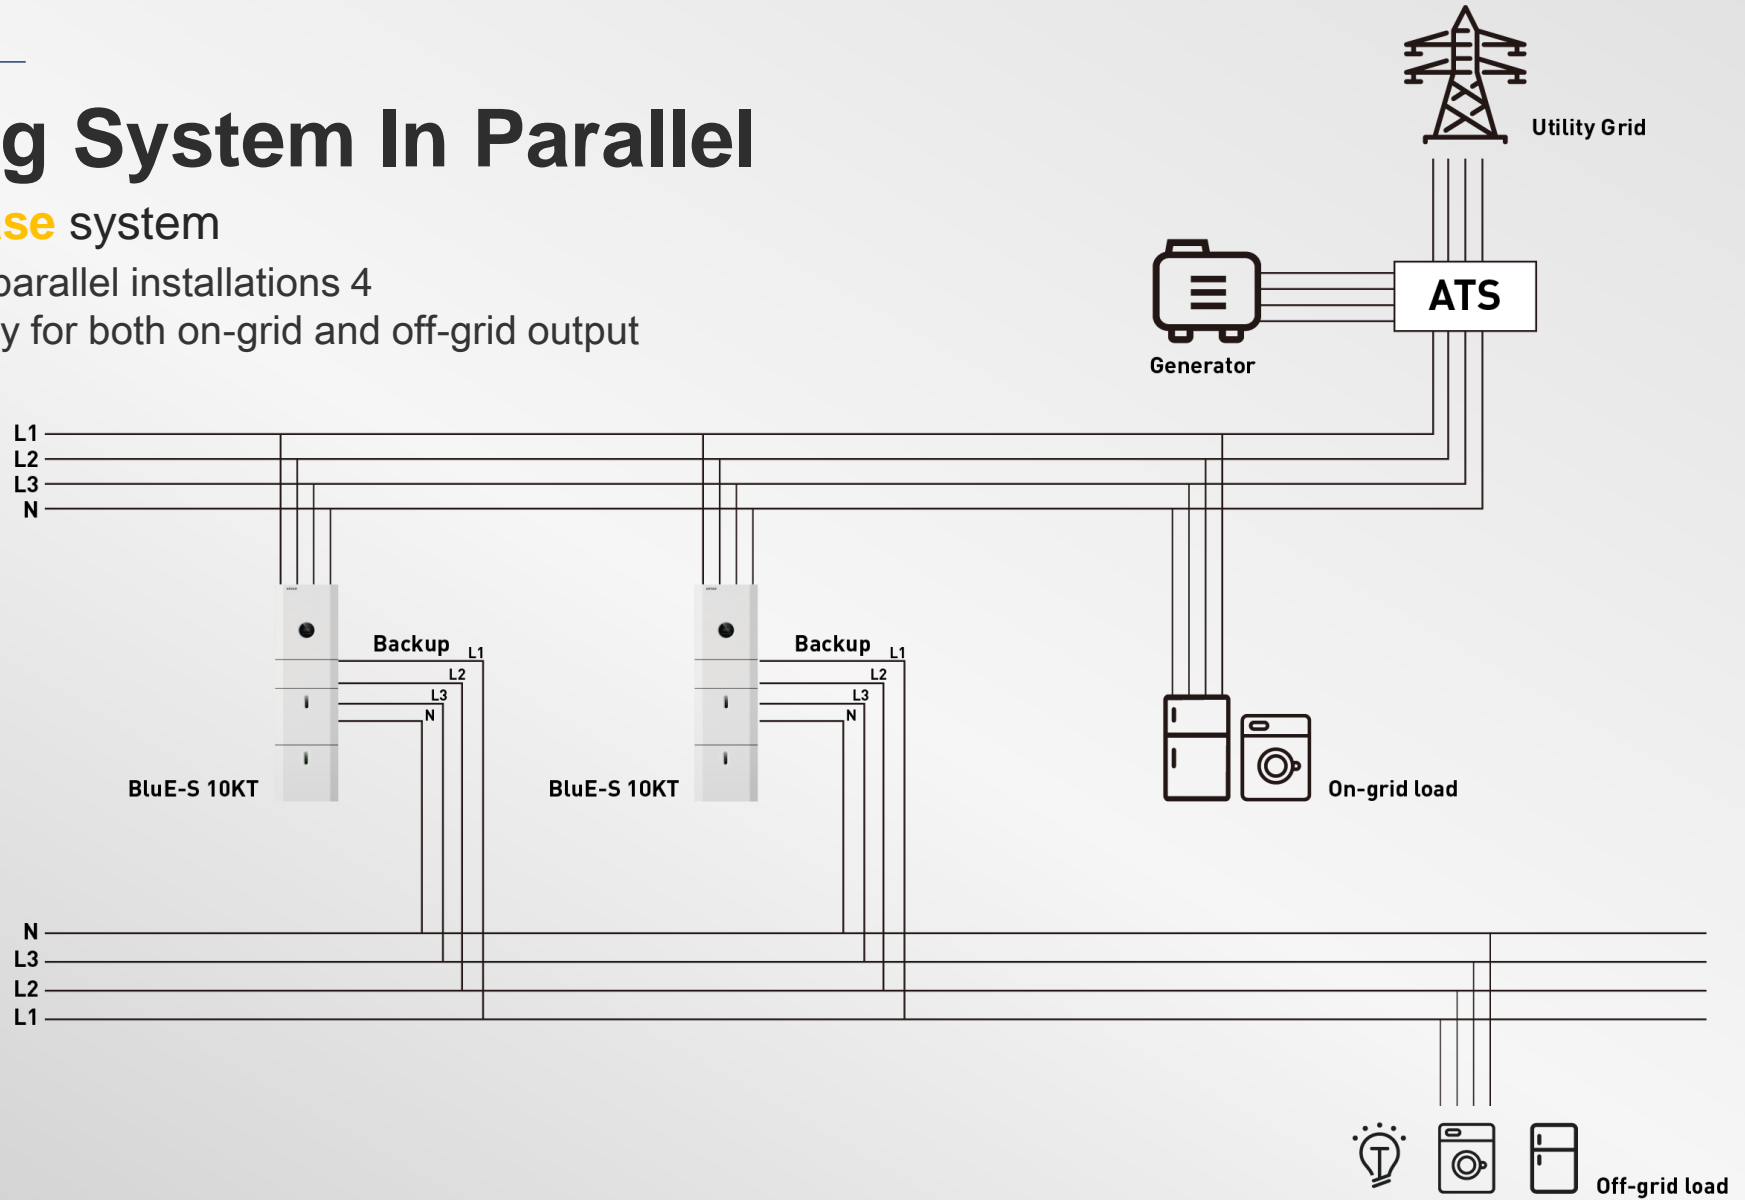 g System In Parallel
se system
parallel installations 4
y for both on-grid and off-grid output
Utility Grid
ATS
Generator
L1
L2
L3
N
Backup L1
L2
L3
N
BluE-S 10KT
Backup L1
L2
L3
N
BluE-S 10KT
On-grid load
N
L3
L2
L1
Off-grid load